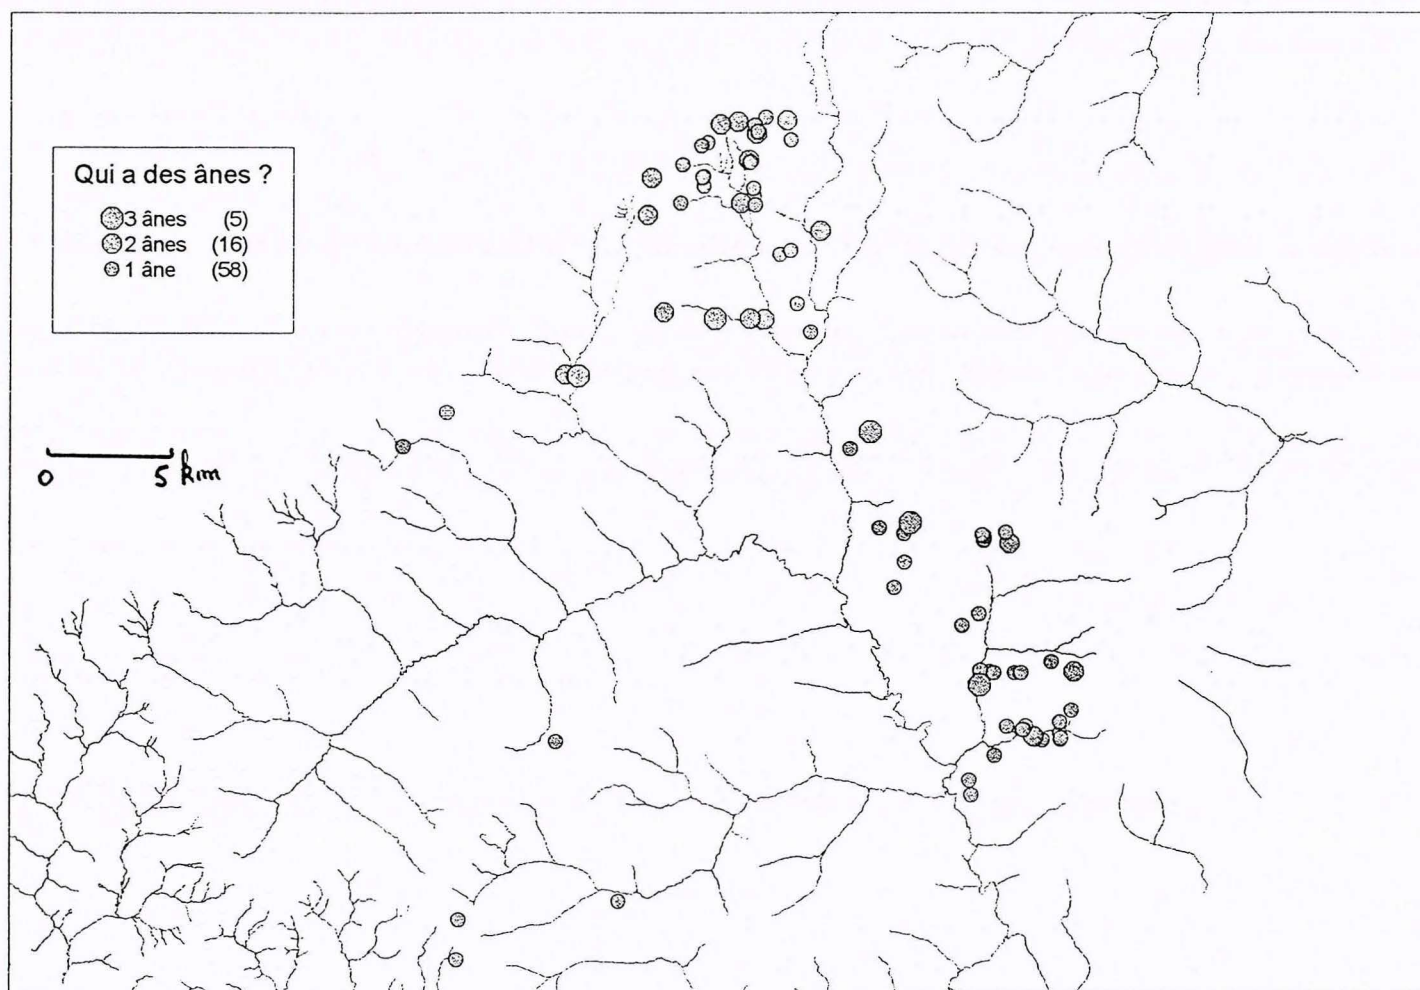 Qui a des ânes ?
3 ânes (5)
2 ânes (16)
1 âne (58)
0 5 km